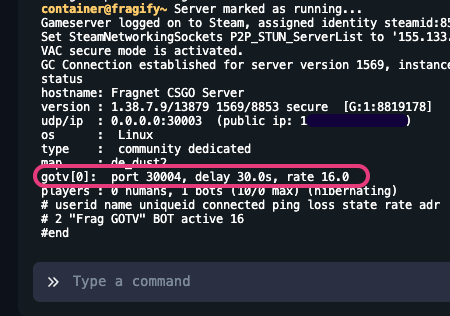 container@fragify~ Server marked as running...
Gameserver logged on to Steam, assigned identity steamid:85
Set SteamNetworkingSockets P2P_STUN_ServerList to '155.133.
VAC secure mode is activated.
GC Connection established for server version 1569, instance
status
hostname: Fragnet CSGO Server
version : 1.38.7.9/13879 1569/8853 secure [G:1:8819178]
udp/ip : 0.0.0.0:30003 (public ip: 1 )
os : Linux
type : community dedicated
map : de_dust2
gotv[0]: port 30004, delay 30.0s, rate 16.0
players : 0 humans, 1 bots (10/0 max) (hibernating)
# userid name uniqueid connected ping loss state rate adr
# 2 "Frag GOTV" BOT active 16
#end
» Type a command